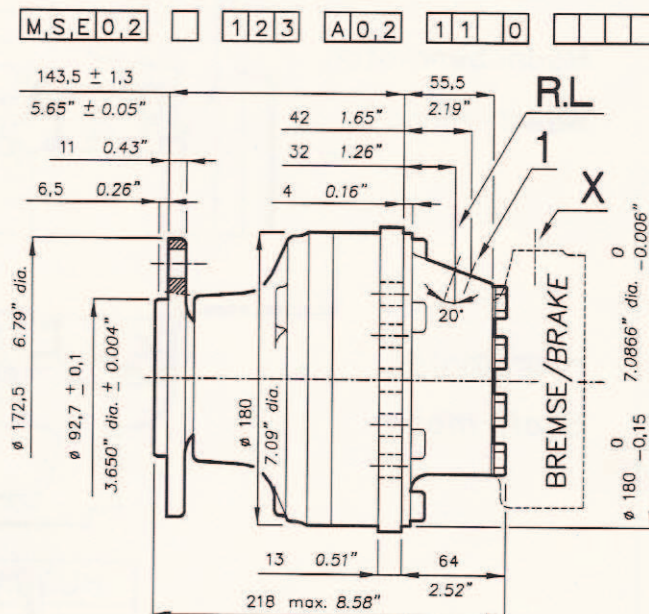 M,S,E 0,2 1 2 3 A 0,2 1 1 0
143,5 ± 1,3
5.65" ± 0.05"
55,5
2.19"
R.L
42 1.65"
11 0.43"
32 1.26"
1
6,5 0.26"
4 0.16"
X
ø 172,5 6.79" dia.
ø 92,7 ± 0,1
3.650" dia. ± 0.004"
ø 180
7.09" dia.
20°
BREMSE/BRAKE
0
7.0866" dia. -0.006"
0
ø 180 -0,15
13 0.51"
64
2.52"
218 max. 8.58"